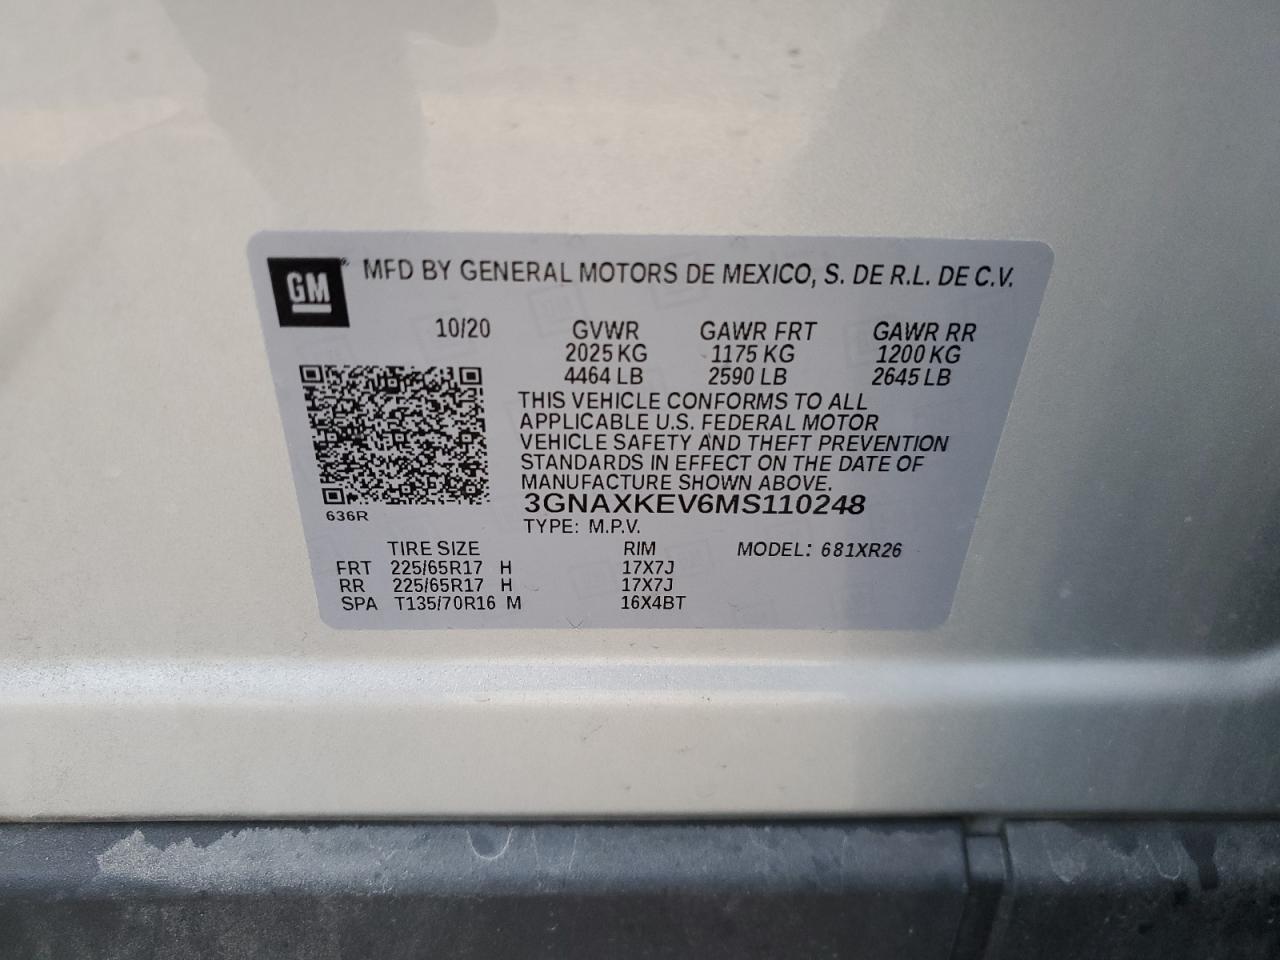 GM
MFD BY GENERAL MOTORS DE MEXICO, S. DE R.L. DE C.V.
10/20 GVWR GAWR FRT GAWR RR
2025 KG 1175 KG 1200 KG
4464 LB 2590 LB 2645 LB
THIS VEHICLE CONFORMS TO ALL
APPLICABLE U.S. FEDERAL MOTOR
VEHICLE SAFETY AND THEFT PREVENTION
STANDARDS IN EFFECT ON THE DATE OF
MANUFACTURE SHOWN ABOVE.
3GNAXKEV6MS110248
636R
TYPE: M.P.V.
TIRE SIZE RIM MODEL: 681XR26
FRT 225/65R17 H 17X7J
RR 225/65R17 H 17X7J
SPA T135/70R16 M 16X4BT